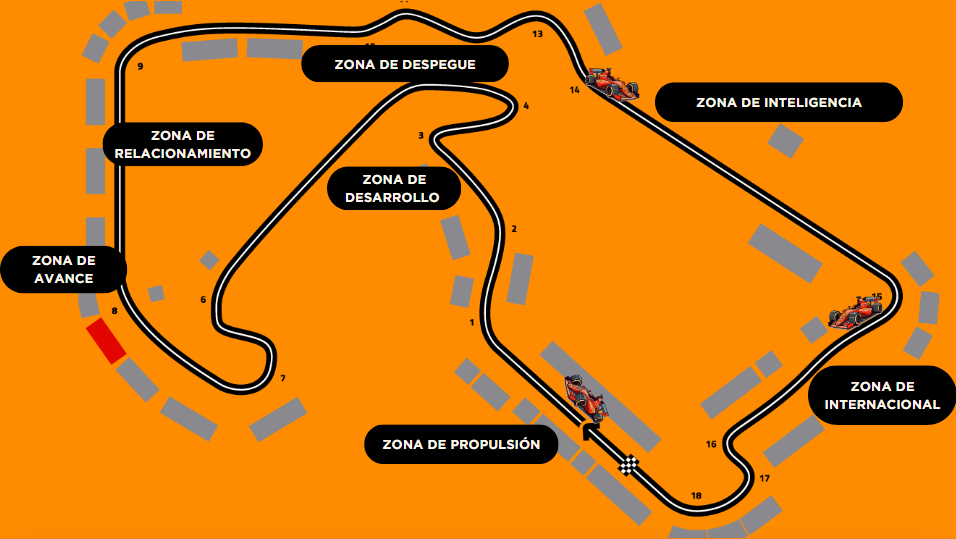 13
9
ZONA DE DESPEGUE
14
ZONA DE INTELIGENCIA
4
3
ZONA DE
RELACIONAMIENTO
ZONA DE
DESARROLLO
2
ZONA DE
AVANCE
6
15
8
1
7
ZONA DE
INTERNACIONAL
ZONA DE PROPULSIÓN
16
17
18